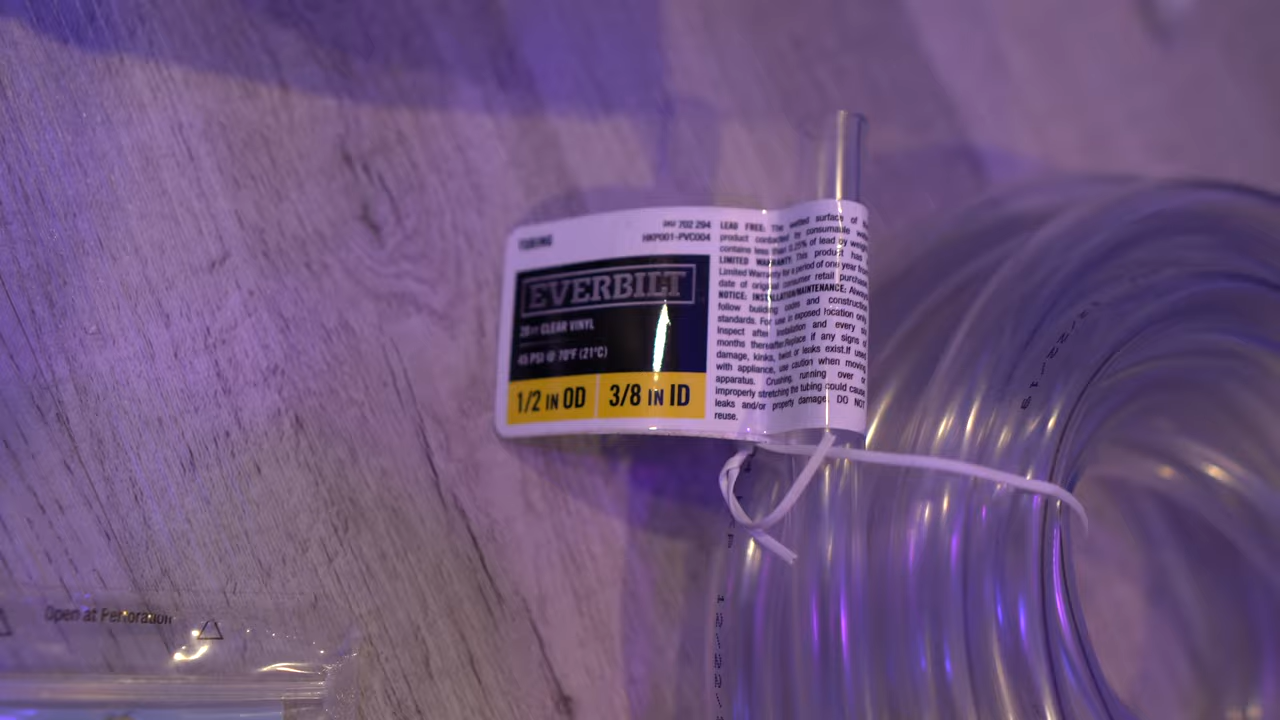 TUBING
SKU 702 294
HKP001-PVC004
EVERBILT
20 FT CLEAR VINYL
45 PSI @ 70°F (21°C)
1/2 IN OD
3/8 IN ID
LEAD FREE: The wetted surface of
product contacted by consumable
contains less than 0.25% of lead by weight
LIMITED WARRANTY: This product has
Limited Warranty for a period of one year from
date of original consumer retail purchase
NOTICE: INSTALLATION/MAINTENANCE: Always
follow building codes and construction
standards. For use in exposed location only
Inspect after installation and every six
months thereafter. Replace if any signs
damage, kinks, twist or leaks exist. If used
with appliance, use caution when moving
apparatus. Crushing, running over or
improperly stretching the tubing could cause
leaks and/or property damage. DO NOT
reuse.
Open at Perforation